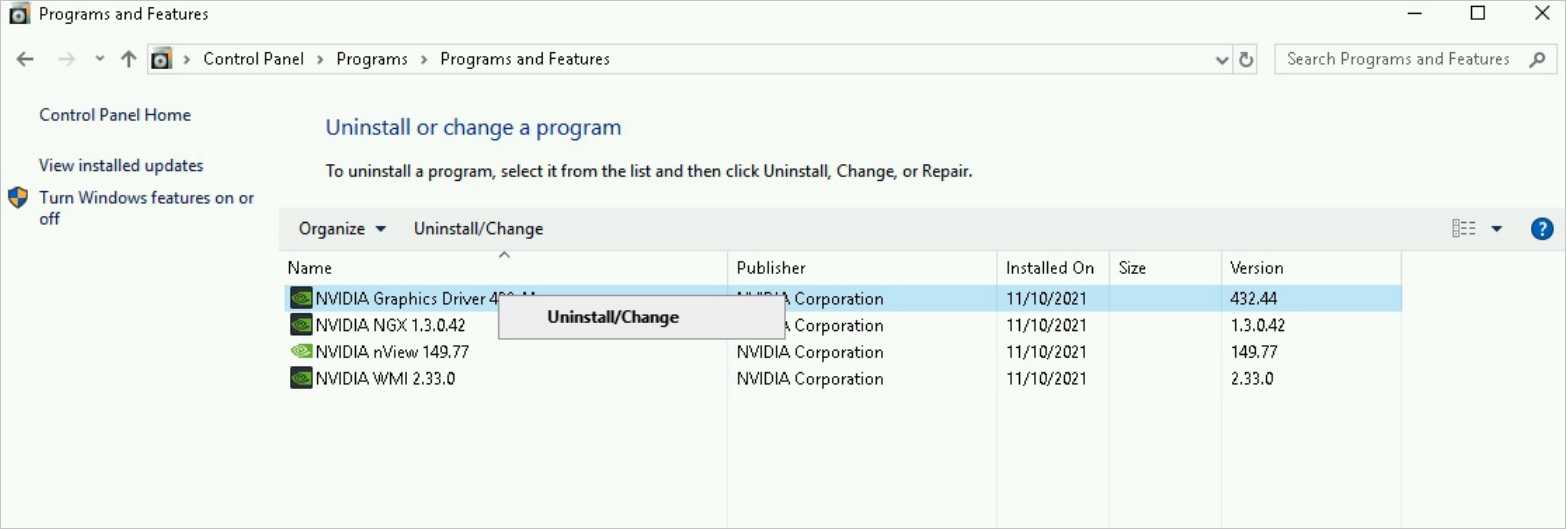 Programs and Features
Control Panel > Programs > Programs and Features
Search Programs and Features
Control Panel Home
View installed updates
Turn Windows features on or
off
Uninstall or change a program
To uninstall a program, select it from the list and then click Uninstall, Change, or Repair.
Organize Uninstall/Change
?
Name Publisher Installed On Size Version
NVIDIA Graphics Driver Corporation 11/10/2021 432.44
Uninstall/Change
NVIDIA NGX 1.3.0.42 Corporation 11/10/2021 1.3.0.42
NVIDIA nView 149.77 NVIDIA Corporation 11/10/2021 149.77
NVIDIA WMI 2.33.0 NVIDIA Corporation 11/10/2021 2.33.0